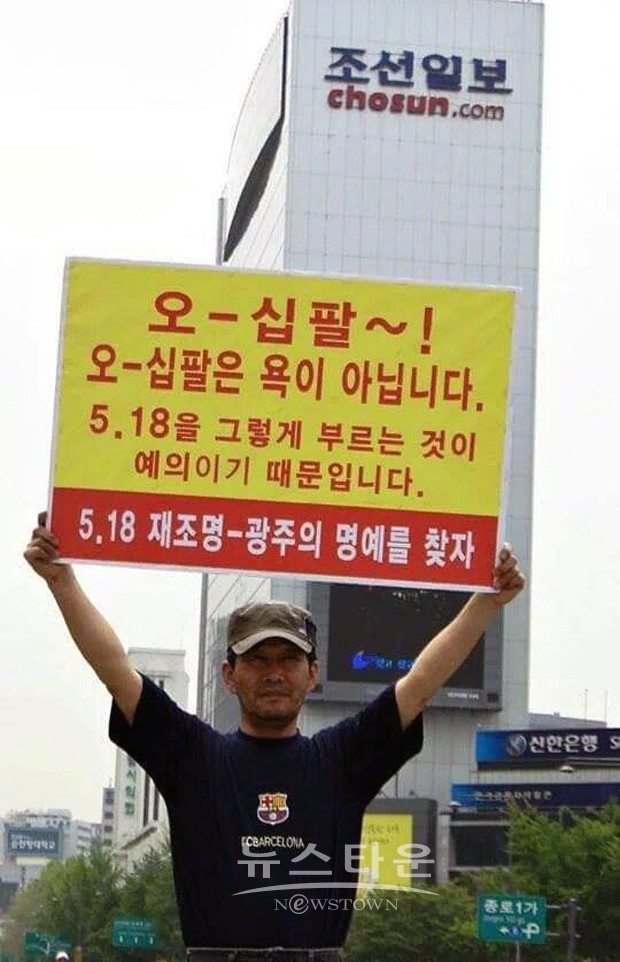 조선일보
chosun.com
오-십팔~!
오-십팔은 욕이 아닙니다.
5.18을 그렇게 부르는 것이
예의이기 때문입니다.
5.18 재조명-광주의 명예를 찾자
신한은행
FCBARCELONA
뉴스타운
NEWSTOWN
종로1가